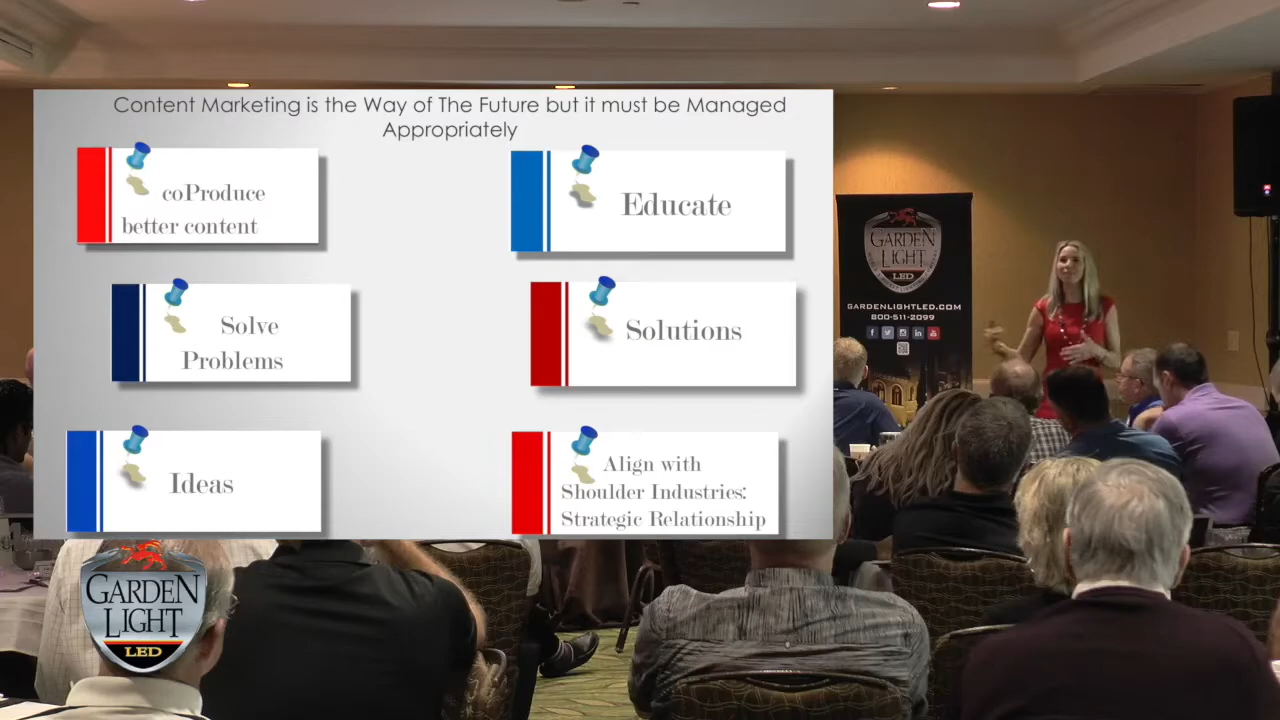 Content Marketing is the Way of The Future but it must be Managed
Appropriately
coProduce
better content
Educate
Solve
Problems
Solutions
Ideas
Align with
Shoulder Industries:
Strategic Relationship
GARDEN
LIGHT
LED
GARDENLIGHTLED.COM
800-511-2099
GARDEN
LIGHT
LED